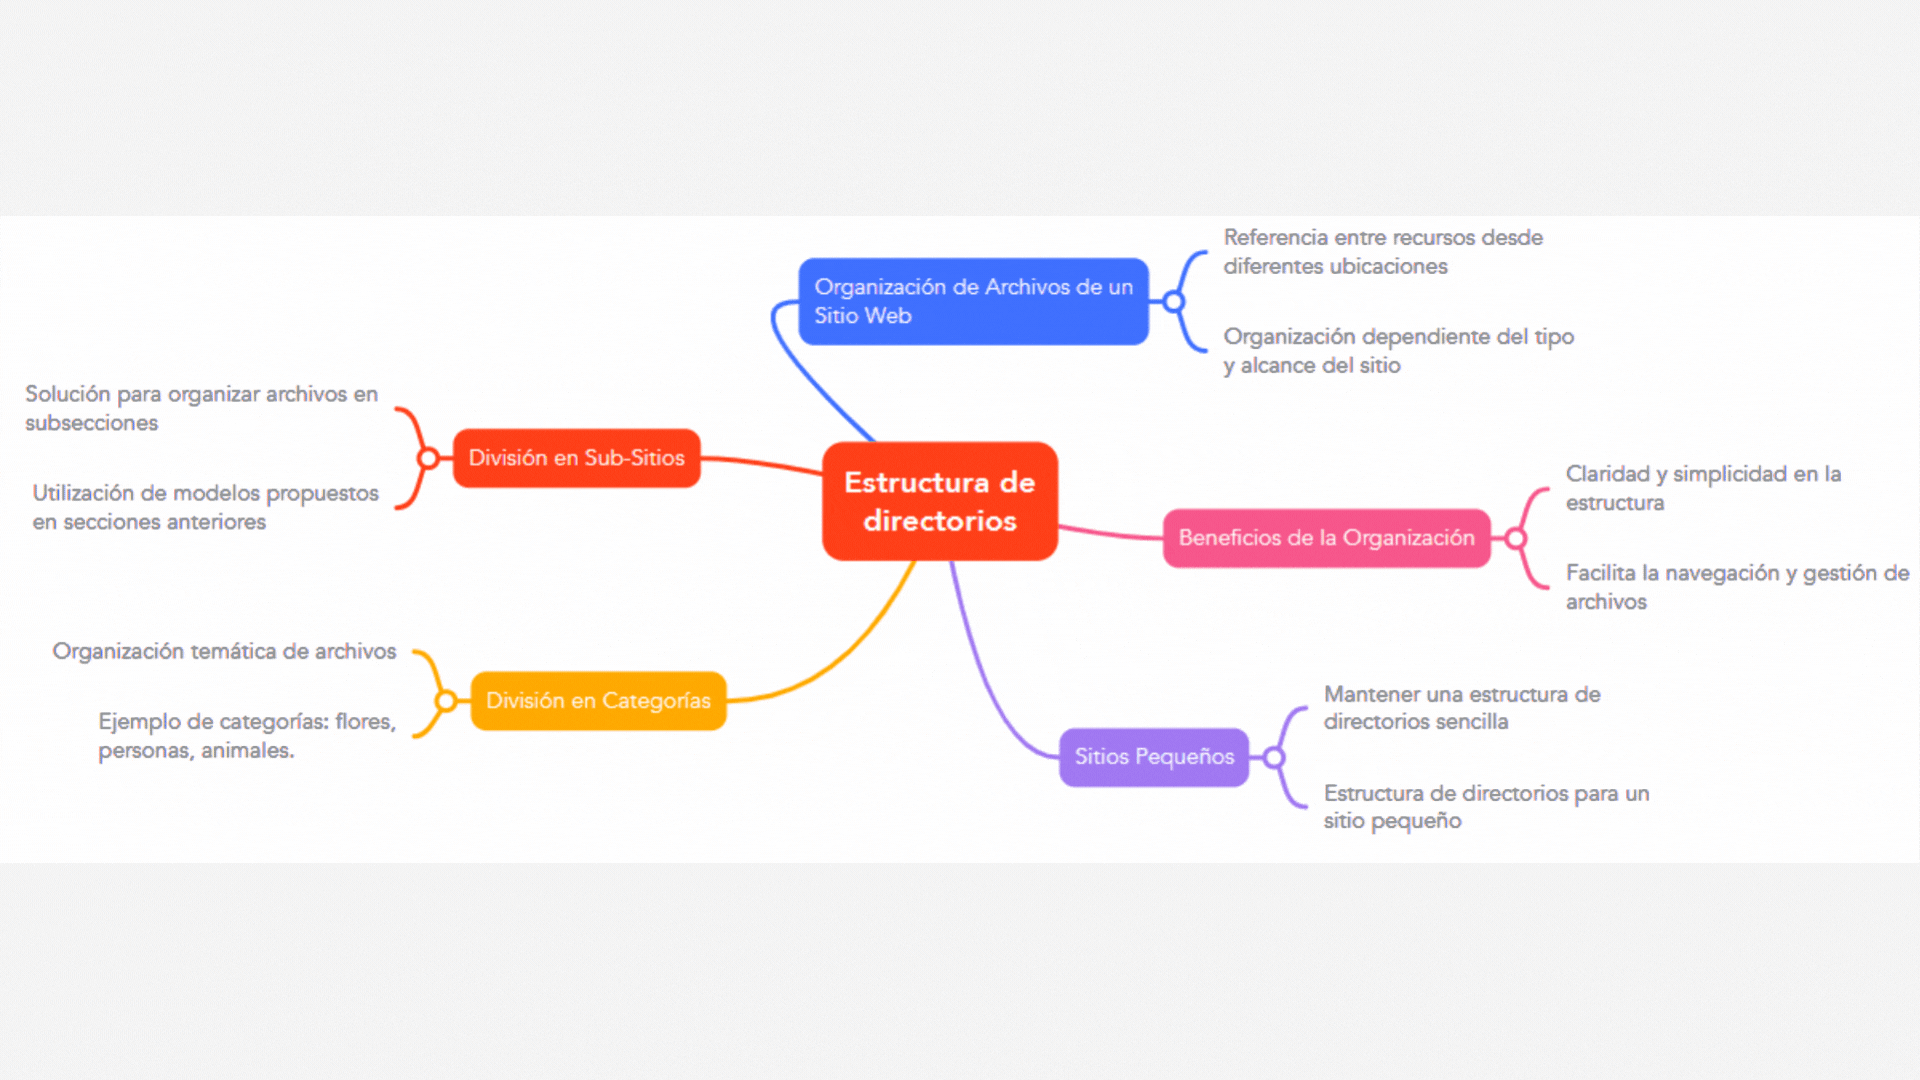 Estructura de
directorios
Organización de Archivos de un
Sitio Web
Referencia entre recursos desde
diferentes ubicaciones
Organización dependiente del tipo
y alcance del sitio
Beneficios de la Organización
Claridad y simplicidad en la
estructura
Facilita la navegación y gestión de
archivos
Sitios Pequeños
Mantener una estructura de
directorios sencilla
Estructura de directorios para un
sitio pequeño
División en Categorías
Organización temática de archivos
Ejemplo de categorías: flores,
personas, animales.
División en Sub-Sitios
Solución para organizar archivos en
subsecciones
Utilización de modelos propuestos
en secciones anteriores